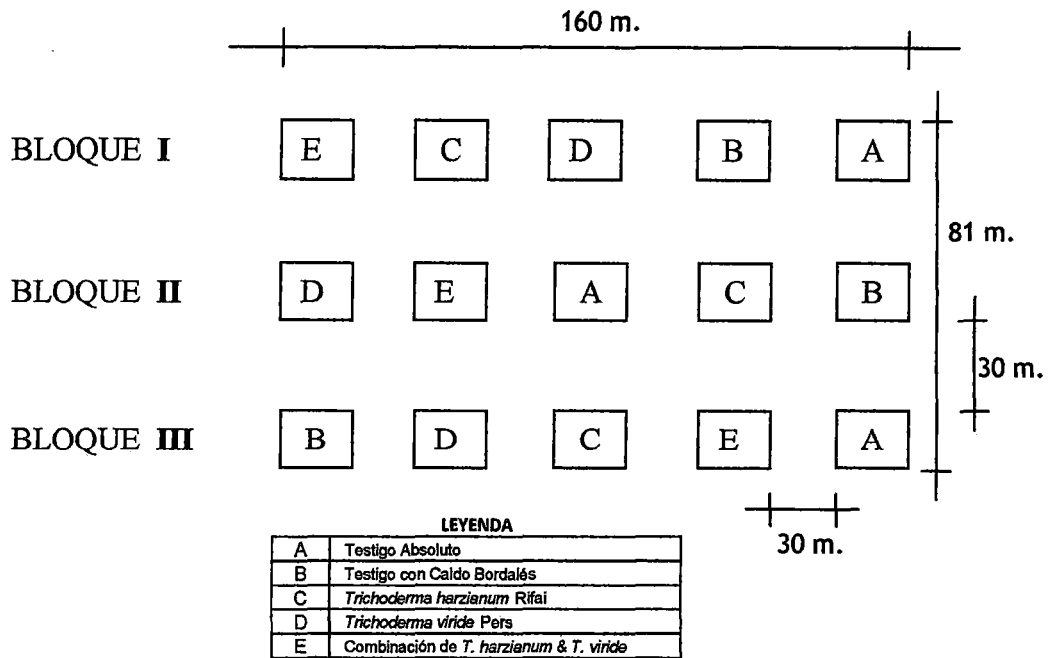 160 m.
BLOQUE I E C D B A
81 m.
BLOQUE II D E A C B
30 m.
BLOQUE III B D C E A
30 m.
LEYENDA
A Testigo Absoluto
B Testigo con Caldo Bordalés
C Trichoderma harzianum Rifai
D Trichoderma viride Pers
E Combinación de T. harzianum & T. viride